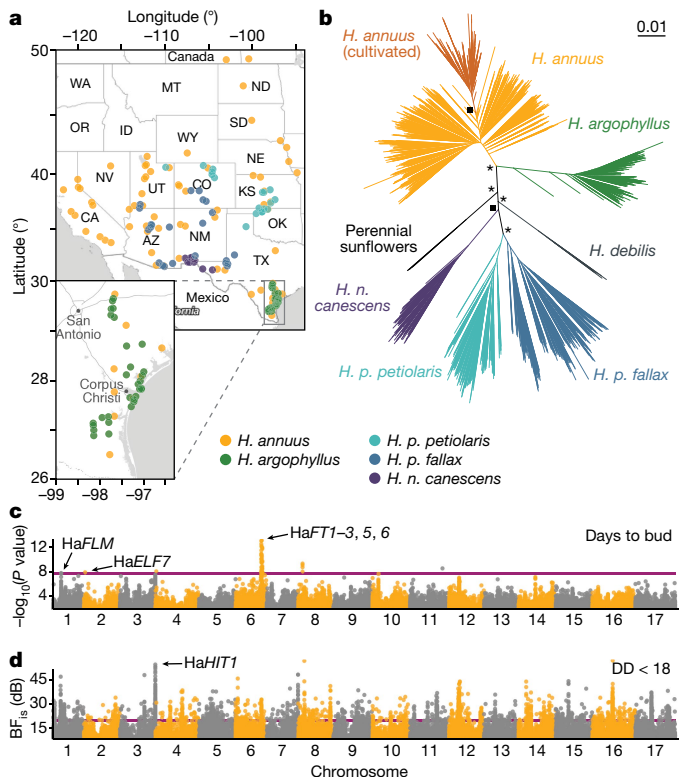 a
Longitude (°)
−120 −110 −100
50
40
30
Latitude (°)
Canada
WA
MT
ND
OR
ID
SD
WY
NE
NV
UT
CO
KS
CA
AZ
NM
OK
TX
Mexico
San
Antonio
Corpus
Christi
28
26
−99 −98 −97 −96
b
0.01
H. annuus
(cultivated)
H. annuus
H. argophyllus
* * * *
Perennial
sunflowers
H. debilis
H. n.
canescens
H. p. petiolaris
H. p. fallax
H. annuus
H. argophyllus
H. p. petiolaris
H. p. fallax
H. n. canescens
c
HaFLM
HaELF7
HaFT1–3, 5, 6
Days to bud
−log10(P value)
12
8
4
1 2 3 4 5 6 7 8 9 10 11 12 13 14 15 16 17
d
HaHIT1
DD < 18
BFis (dB)
45
30
15
1 2 3 4 5 6 7 8 9 10 11 12 13 14 15 16 17
Chromosome